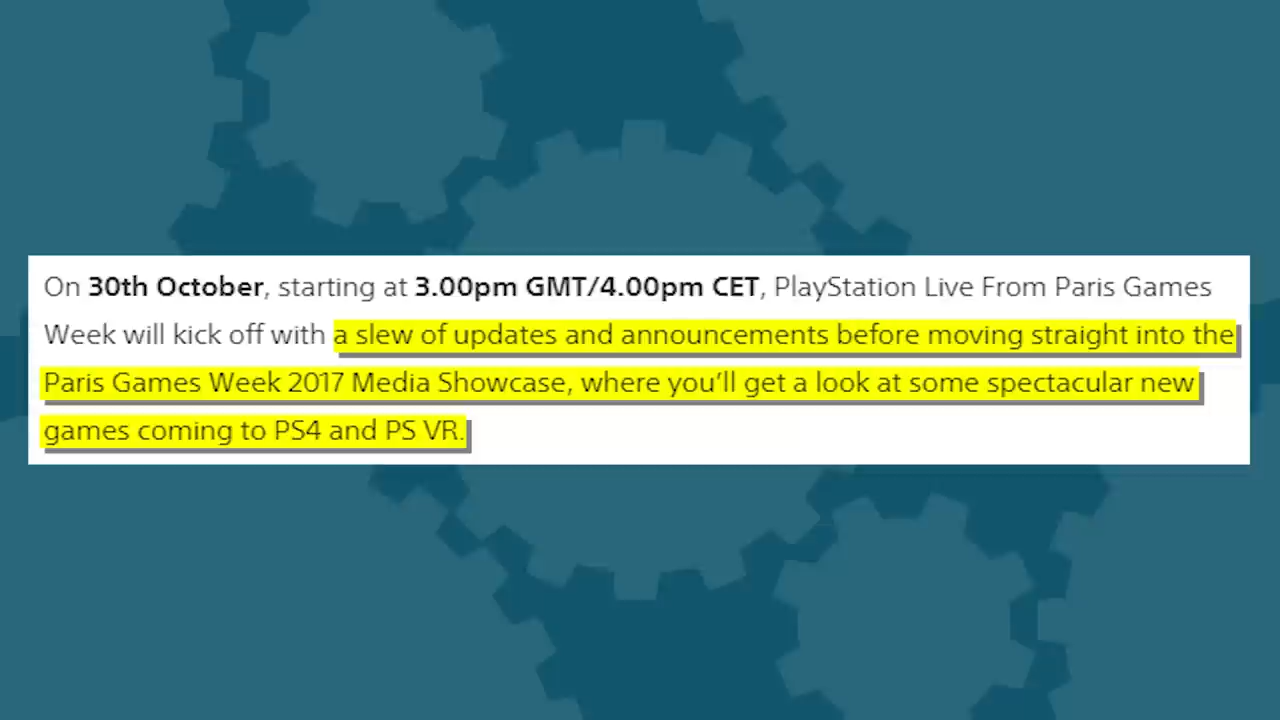 On 30th October, starting at 3.00pm GMT/4.00pm CET, PlayStation Live From Paris Games
Week will kick off with a slew of updates and announcements before moving straight into the
Paris Games Week 2017 Media Showcase, where you’ll get a look at some spectacular new
games coming to PS4 and PS VR.